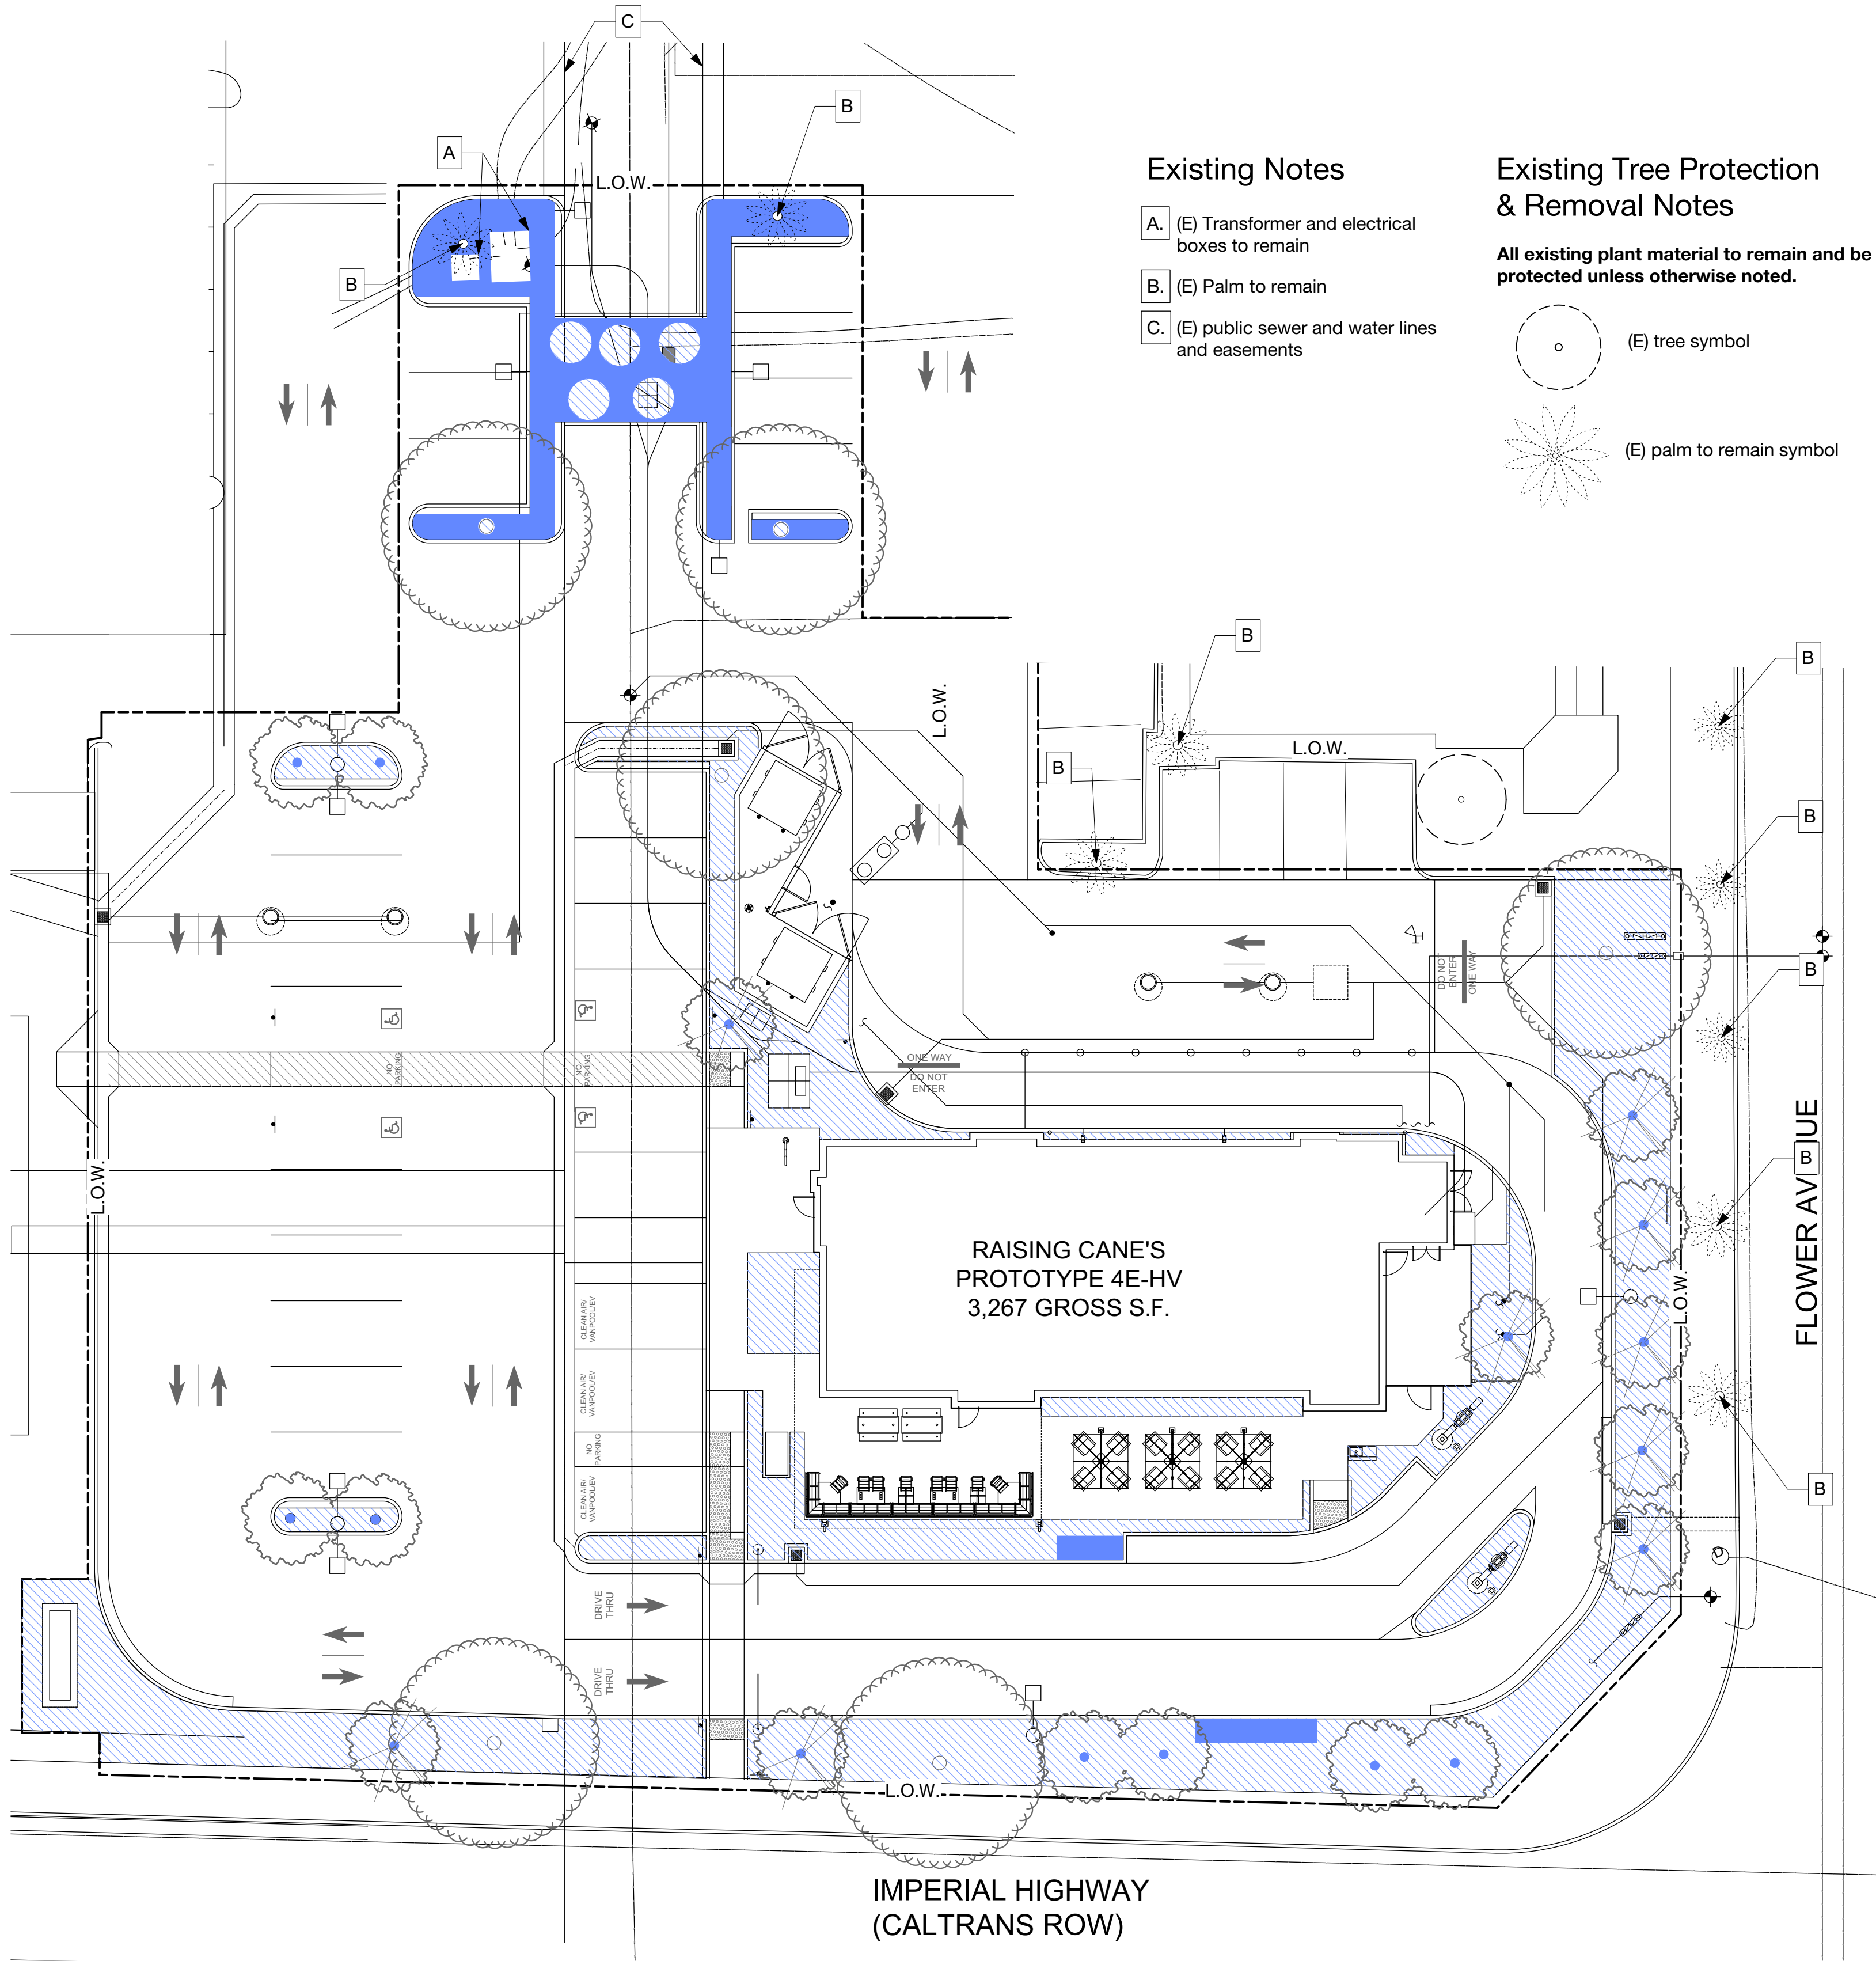 C
B
A
L.O.W.
B
Existing Notes
A. (E) Transformer and electrical
boxes to remain
B. (E) Palm to remain
C. (E) public sewer and water lines
and easements
Existing Tree Protection
& Removal Notes
All existing plant material to remain and be
protected unless otherwise noted.
(E) tree symbol
(E) palm to remain symbol
B
B
L.O.W.
L.O.W.
B
B
B
DO NOT
ENTER
ONE WAY
NO
PARKING
NO
PARKING
ONE WAY
DO NOT
ENTER
L.O.W.
B
FLOWER AVENUE
RAISING CANE'S
PROTOTYPE 4E-HV
3,267 GROSS S.F.
L.O.W.
CLEAN AIR/
VANPOOL/EV
CLEAN AIR/
VANPOOL/EV
NO
PARKING
CLEAN AIR/
VANPOOL/EV
B
DRIVE
THRU
DRIVE
THRU
L.O.W.
IMPERIAL HIGHWAY
(CALTRANS ROW)